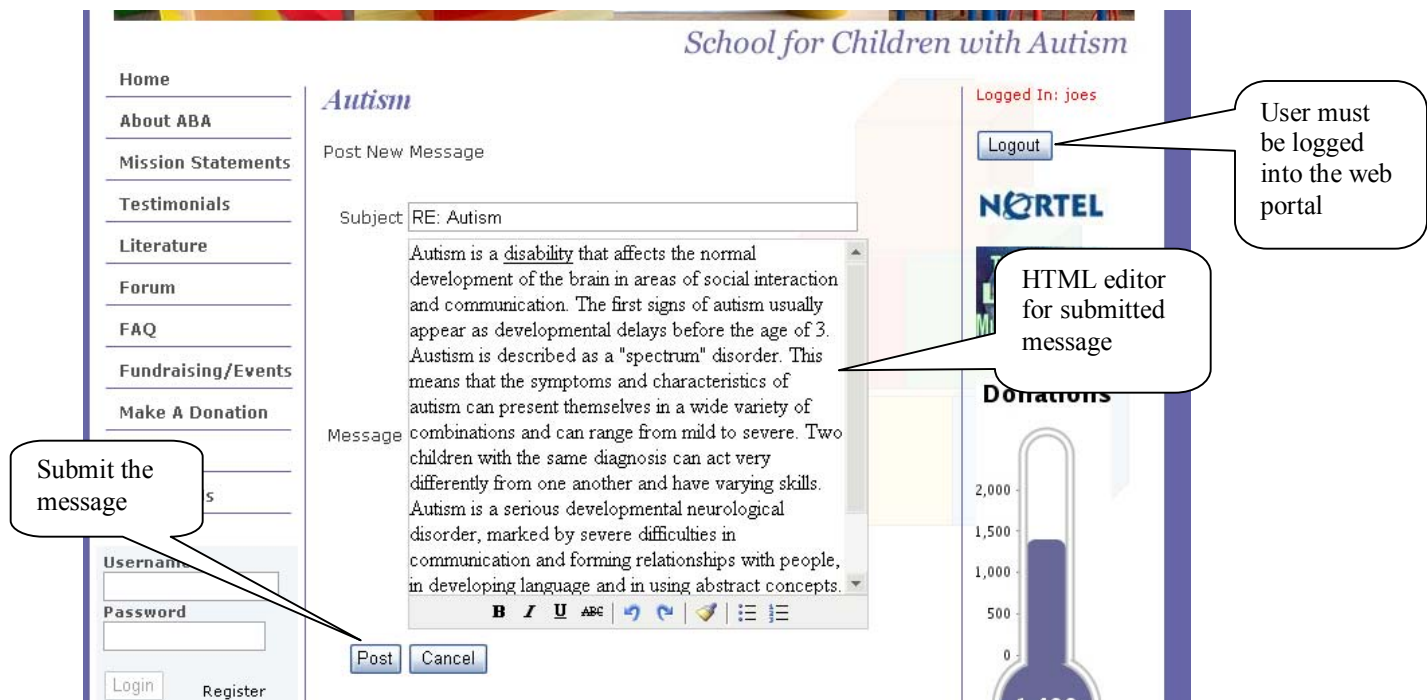 School for Children with Autism
Home
About ABA
Mission Statements
Testimonials
Literature
Forum
FAQ
Fundraising/Events
Make A Donation
s
Username
Password
Login
Register
Autism
Post New Message
Subject
RE: Autism
Message
Autism is a disability that affects the normal
development of the brain in areas of social interaction
and communication. The first signs of autism usually
appear as developmental delays before the age of 3.
Austism is described as a "spectrum" disorder. This
means that the symptoms and characteristics of
autism can present themselves in a wide variety of
combinations and can range from mild to severe. Two
children with the same diagnosis can act very
differently from one another and have varying skills.
Autism is a serious developmental neurological
disorder, marked by severe difficulties in
communication and forming relationships with people,
in developing language and in using abstract concepts.
B I U ABC
Post
Cancel
Logged In: joes
Logout
NORTEL
Donations
2,000
1,500
1,000
500
0
User must
be logged
into the web
portal
HTML editor
for submitted
message
Submit the
message